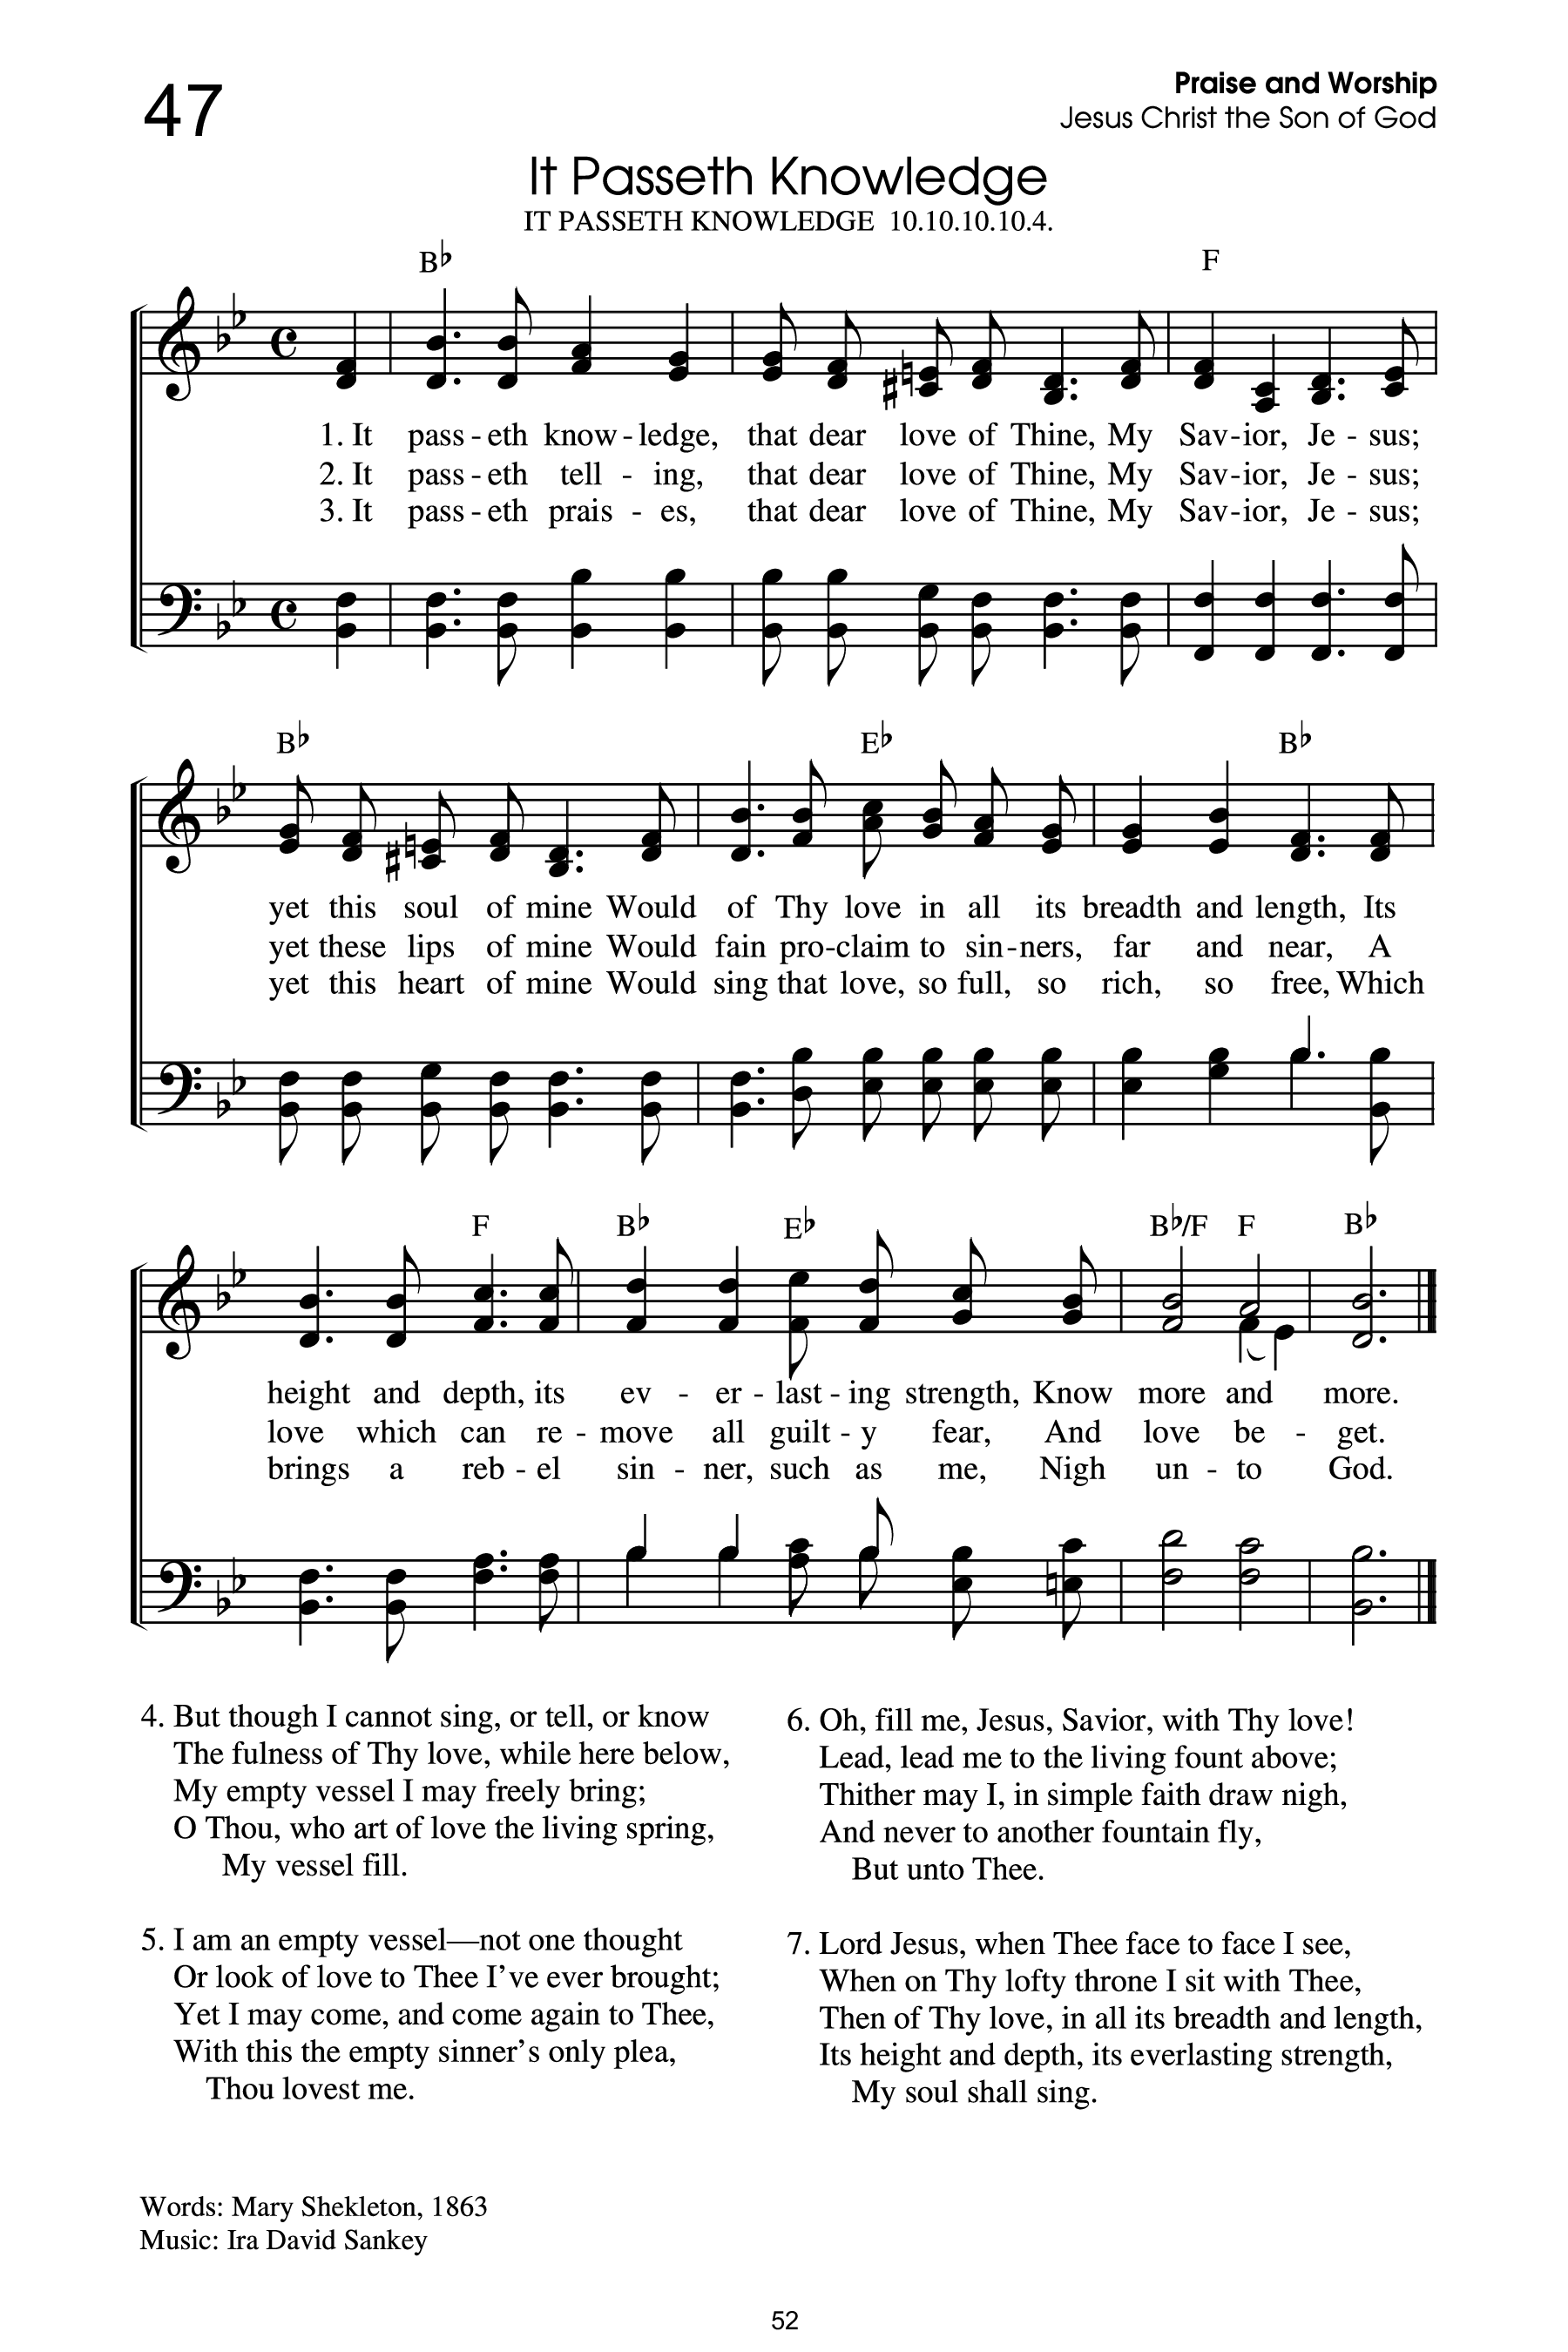 47
Praise and Worship
Jesus Christ the Son of God
It Passeth Knowledge
IT PASSETH KNOWLEDGE 10.10.10.10.4.
B♭ F
1. It pass - eth know - ledge, that dear love of Thine, My Sav - ior, Je - sus;
2. It pass - eth tell - ing, that dear love of Thine, My Sav - ior, Je - sus;
3. It pass - eth prais - es, that dear love of Thine, My Sav - ior, Je - sus;
B♭ E♭ B♭
yet this soul of mine Would of Thy love in all its breadth and length, Its
yet these lips of mine Would fain pro - claim to sin - ners, far and near, A
yet this heart of mine Would sing that love, so full, so rich, so free, Which
F B♭ E♭ B♭/F F B♭
height and depth, its ev - er - last - ing strength, Know more and more.
love which can re - move all guilt - y fear, And love be - get.
brings a reb - el sin - ner, such as me, Nigh un - to God.
4. But though I cannot sing, or tell, or know
The fulness of Thy love, while here below,
My empty vessel I may freely bring;
O Thou, who art of love the living spring,
My vessel fill.
5. I am an empty vessel—not one thought
Or look of love to Thee I've ever brought;
Yet I may come, and come again to Thee,
With this the empty sinner's only plea,
Thou lovest me.
6. Oh, fill me, Jesus, Savior, with Thy love!
Lead, lead me to the living fount above;
Thither may I, in simple faith draw nigh,
And never to another fountain fly,
But unto Thee.
7. Lord Jesus, when Thee face to face I see,
When on Thy lofty throne I sit with Thee,
Then of Thy love, in all its breadth and length,
Its height and depth, its everlasting strength,
My soul shall sing.
Words: Mary Shekleton, 1863
Music: Ira David Sankey
52